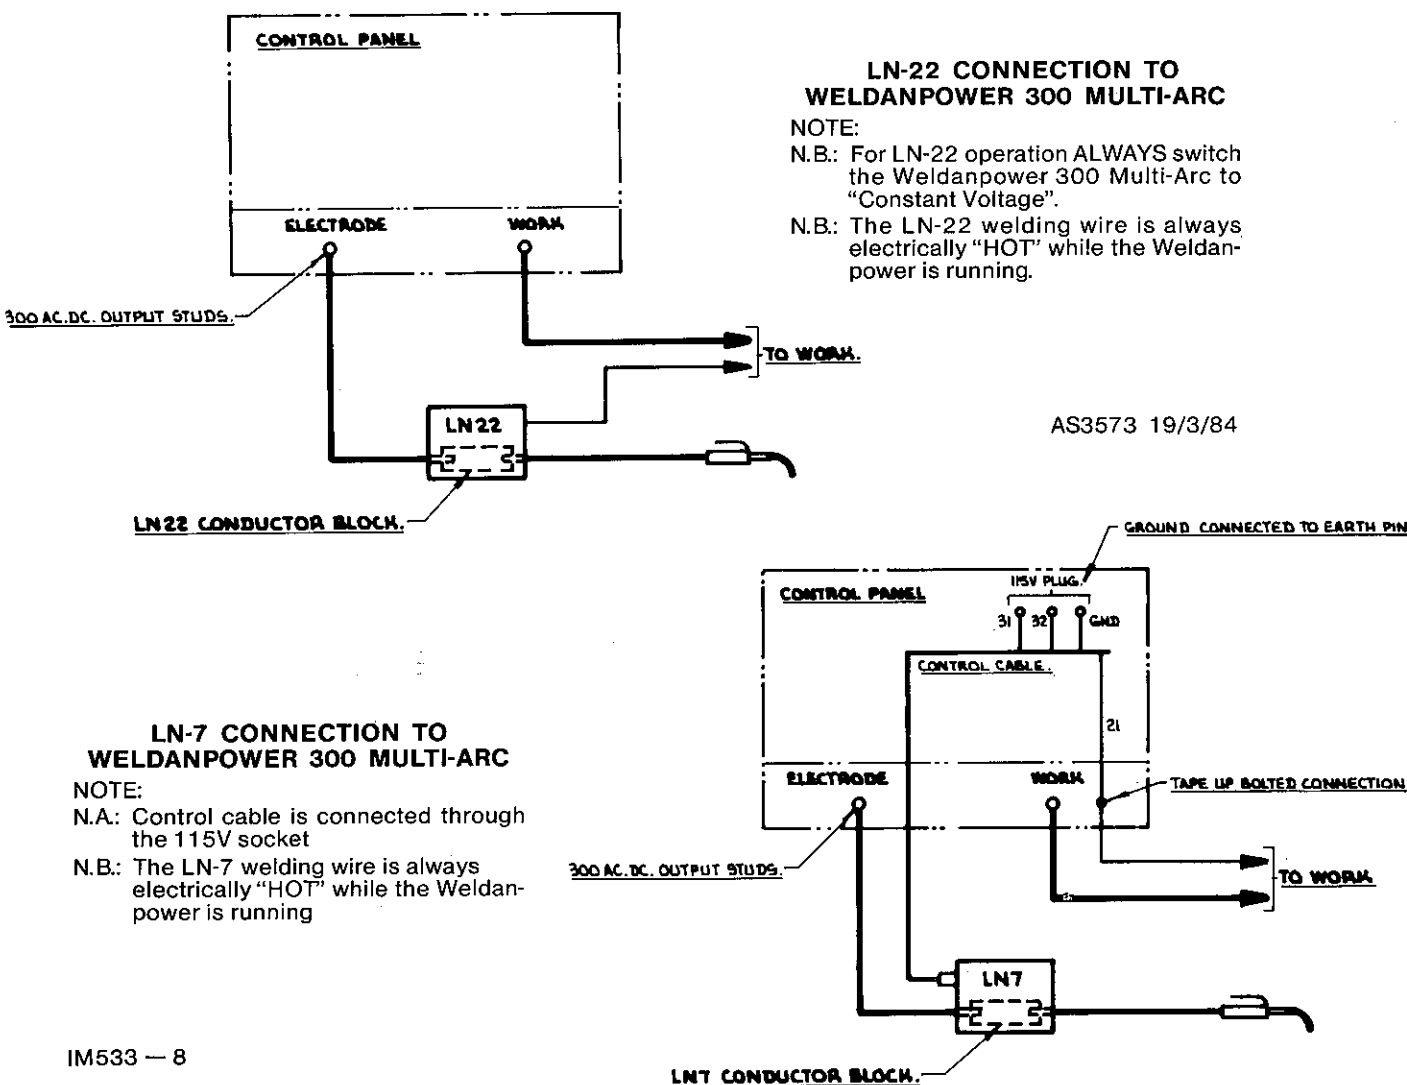 CONTROL PANEL
ELECTRODE
WORK
300 AC.DC. OUTPUT STUDS.
TO WORK.
LN22
LN22 CONDUCTOR BLOCK.
LN-22 CONNECTION TO
WELDANPOWER 300 MULTI-ARC
NOTE:
N.B.: For LN-22 operation ALWAYS switch
the Weldanpower 300 Multi-Arc to
“Constant Voltage”.
N.B.: The LN-22 welding wire is always
electrically “HOT” while the Weldan-
power is running.
AS3573 19/3/84
LN-7 CONNECTION TO
WELDANPOWER 300 MULTI-ARC
NOTE:
N.A.: Control cable is connected through
the 115V socket
N.B.: The LN-7 welding wire is always
electrically “HOT” while the Weldan-
power is running
GROUND CONNECTED TO EARTH PIN
CONTROL PANEL
115V PLUG.
31 32 GND
CONTROL CABLE.
21
ELECTRODE
WORK
TAPE UP BOLTED CONNECTION
300 AC.DC. OUTPUT STUDS.
TO WORK
LN7
LN7 CONDUCTOR BLOCK.
IM533 — 8